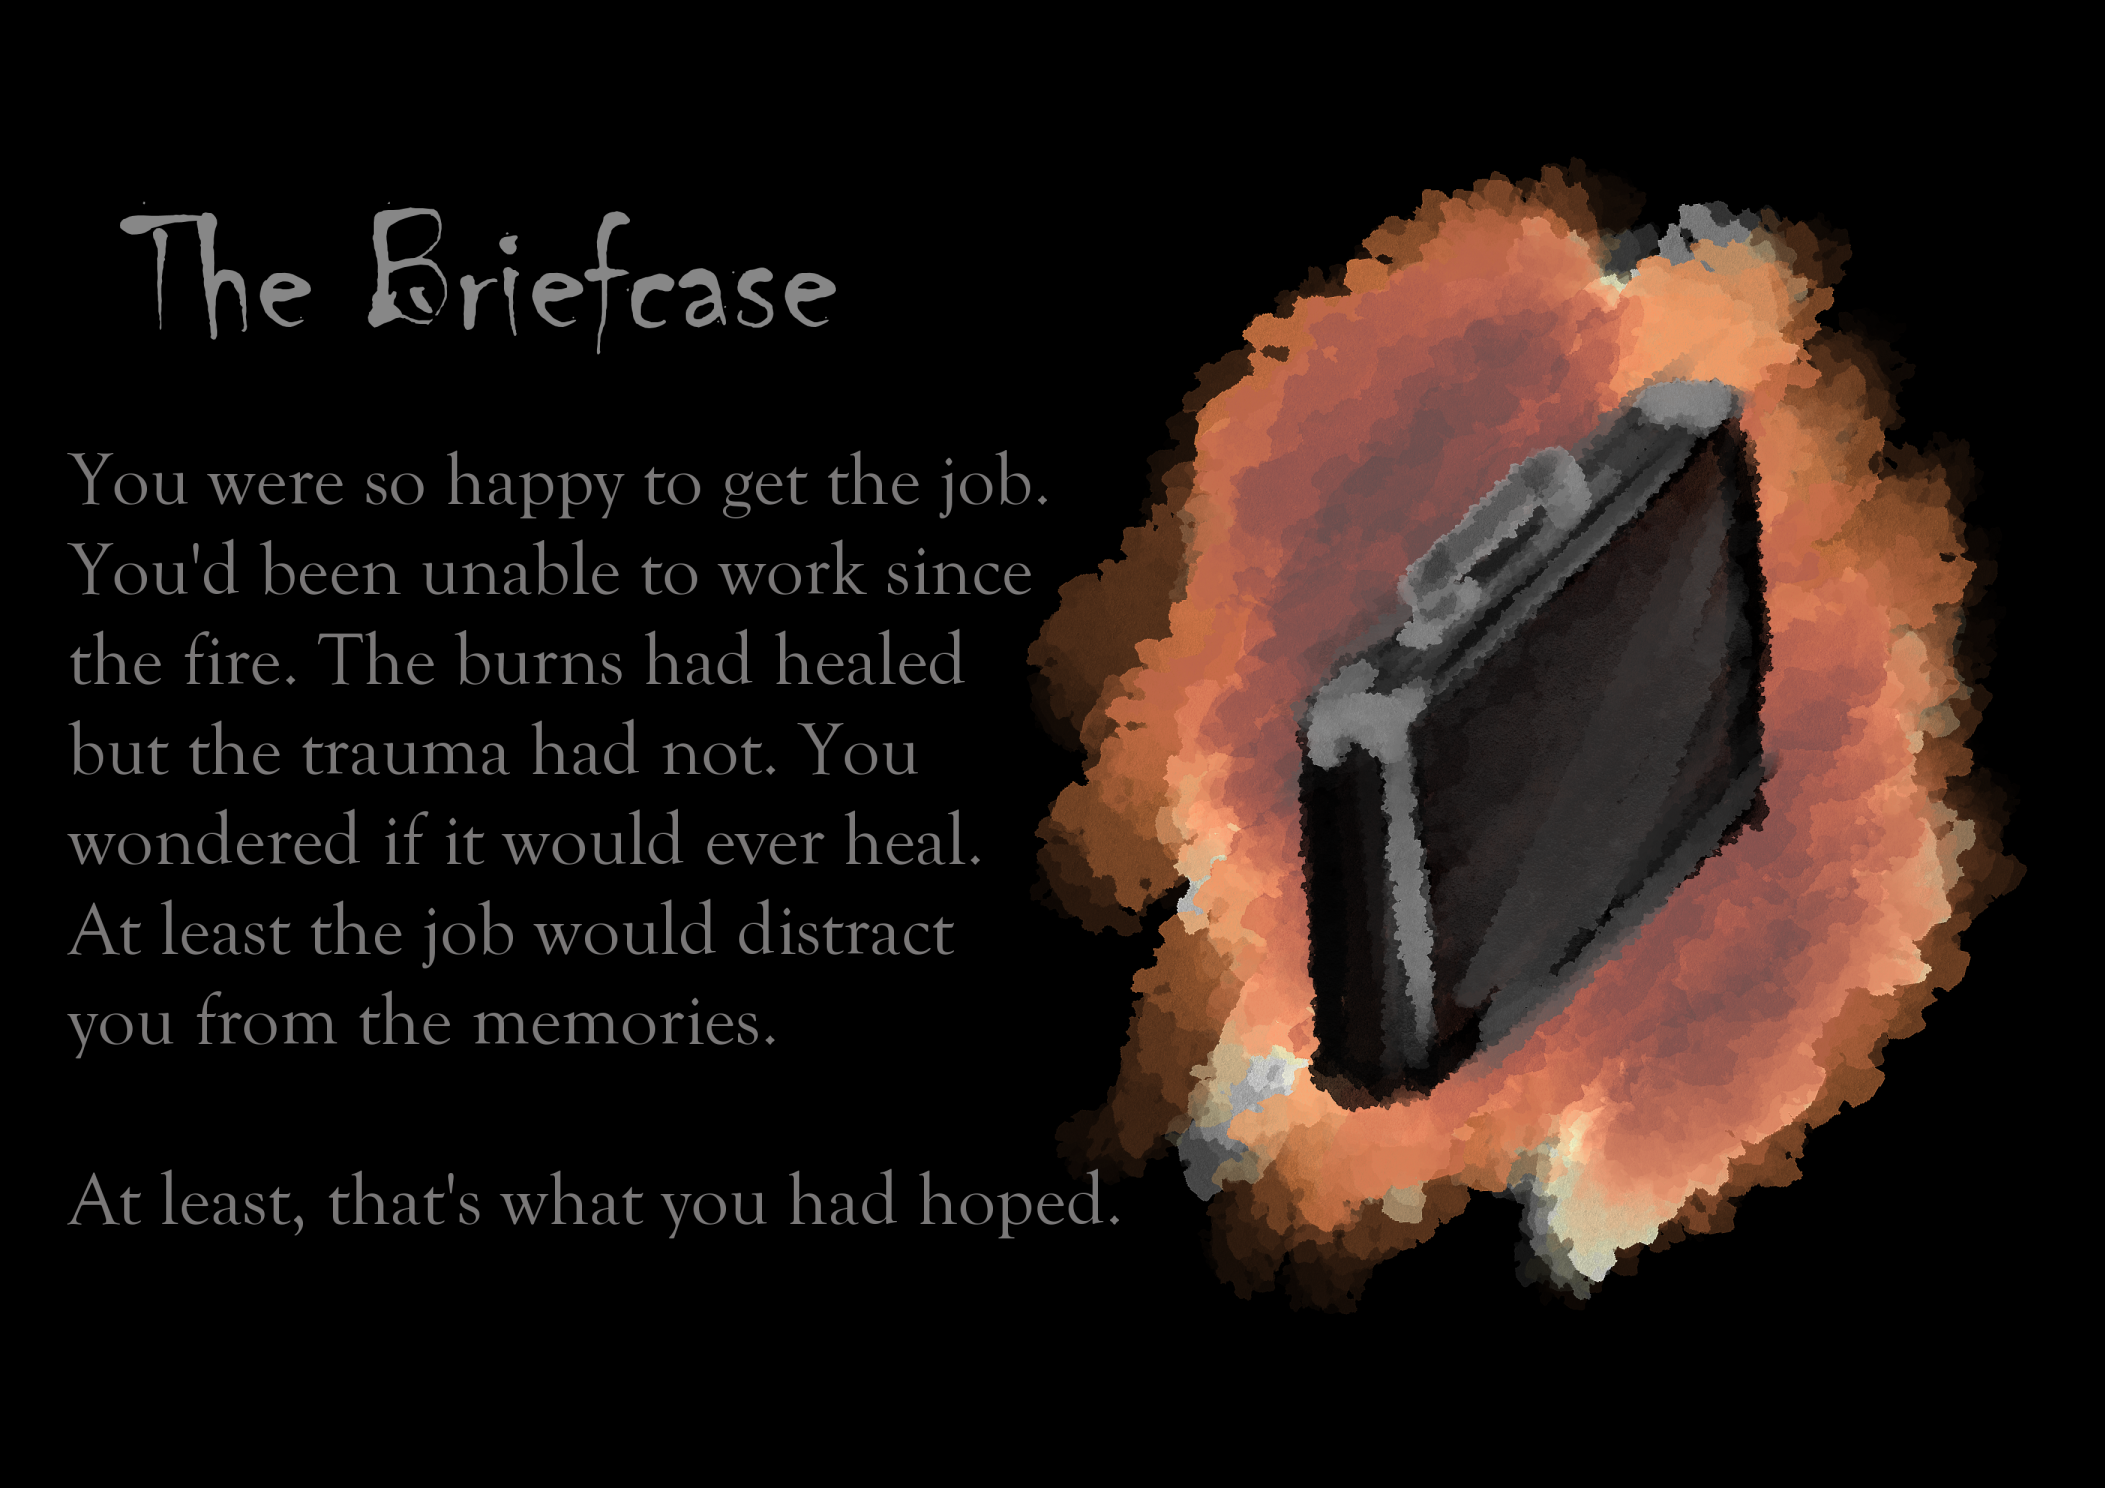 The Briefcase
You were so happy to get the job.
You'd been unable to work since
the fire. The burns had healed
but the trauma had not. You
wondered if it would ever heal.
At least the job would distract
you from the memories.
At least, that's what you had hoped.